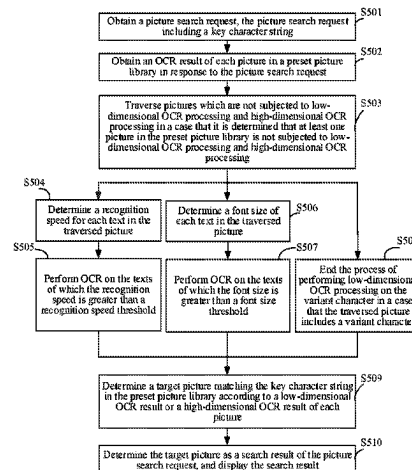 S501
Obtain a picture search request, the picture search request
including a key character string
S502
Obtain an OCR result of each picture in a preset picture
library in response to the picture search request
S503
Traverse pictures which are not subjected to low-
dimensional OCR processing and high-dimensional OCR
processing in a case that it is determined that at least one
picture in the preset picture library is not subjected to
low-dimensional OCR processing and high-dimensional OCR
processing
S504
Determine a recognition
speed for each text in the
traversed picture
S506
Determine a font size of
each text in the traversed
picture
S505
Perform OCR on the texts
of which the recognition
speed is greater than a
recognition speed threshold
S507
Perform OCR on the texts
of which the font size is
greater than a font size
threshold
S50
End the process of
performing low-dimensional
OCR processing on the
variant character in a case
that the traversed picture
includes a variant character
S509
Determine a target picture matching the key character string
in the preset picture library according to a low-dimensional
OCR result or a high-dimensional OCR result of each
picture
S510
Determine the target picture as a search result of the
picture search request, and display the search result